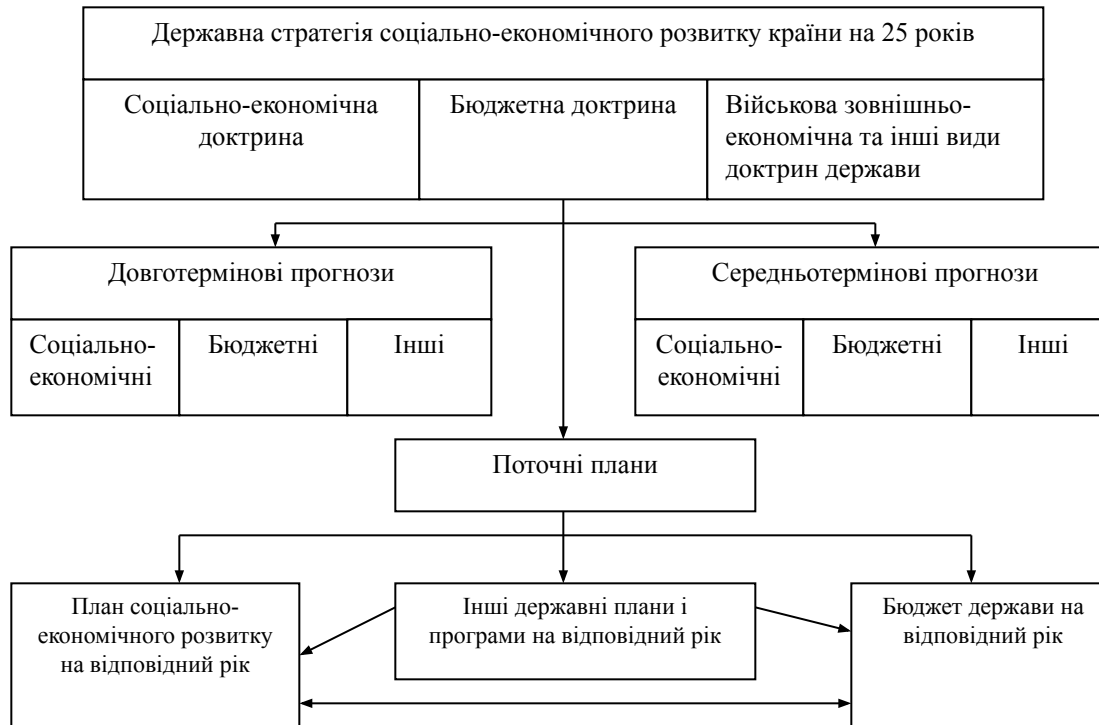 Державна стратегія соціально-економічного розвитку країни на 25 років
Соціально-економічна
доктрина
Бюджетна доктрина
Військова зовнішньо-
економічна та інші види
доктрин держави
Довготермінові прогнози
Соціально-
економічні
Бюджетні
Інші
Середньотермінові прогнози
Соціально-
економічні
Бюджетні
Інші
Поточні плани
План соціально-
економічного розвитку
на відповідний рік
Інші державні плани і
програми на відповідний рік
Бюджет держави на
відповідний рік